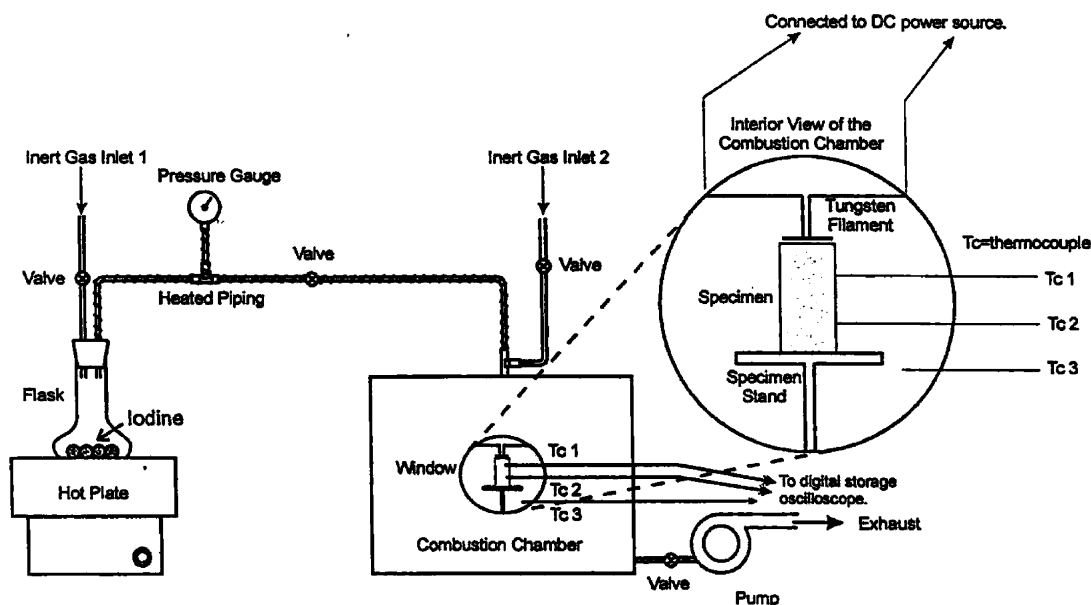 Connected to DC power source.
Interior View of the
Combustion Chamber
Inert Gas Inlet 1
Inert Gas Inlet 2
Pressure Gauge
Tungsten
Filament
Tc=thermocouple
Valve
Valve
Valve
Heated Piping
Specimen
Tc 1
Tc 2
Tc 3
Specimen
Stand
Flask
Iodine
Hot Plate
Window
Tc 1
Tc 2
Tc 3
To digital storage
oscilloscope.
Exhaust
Combustion Chamber
Valve
Pump